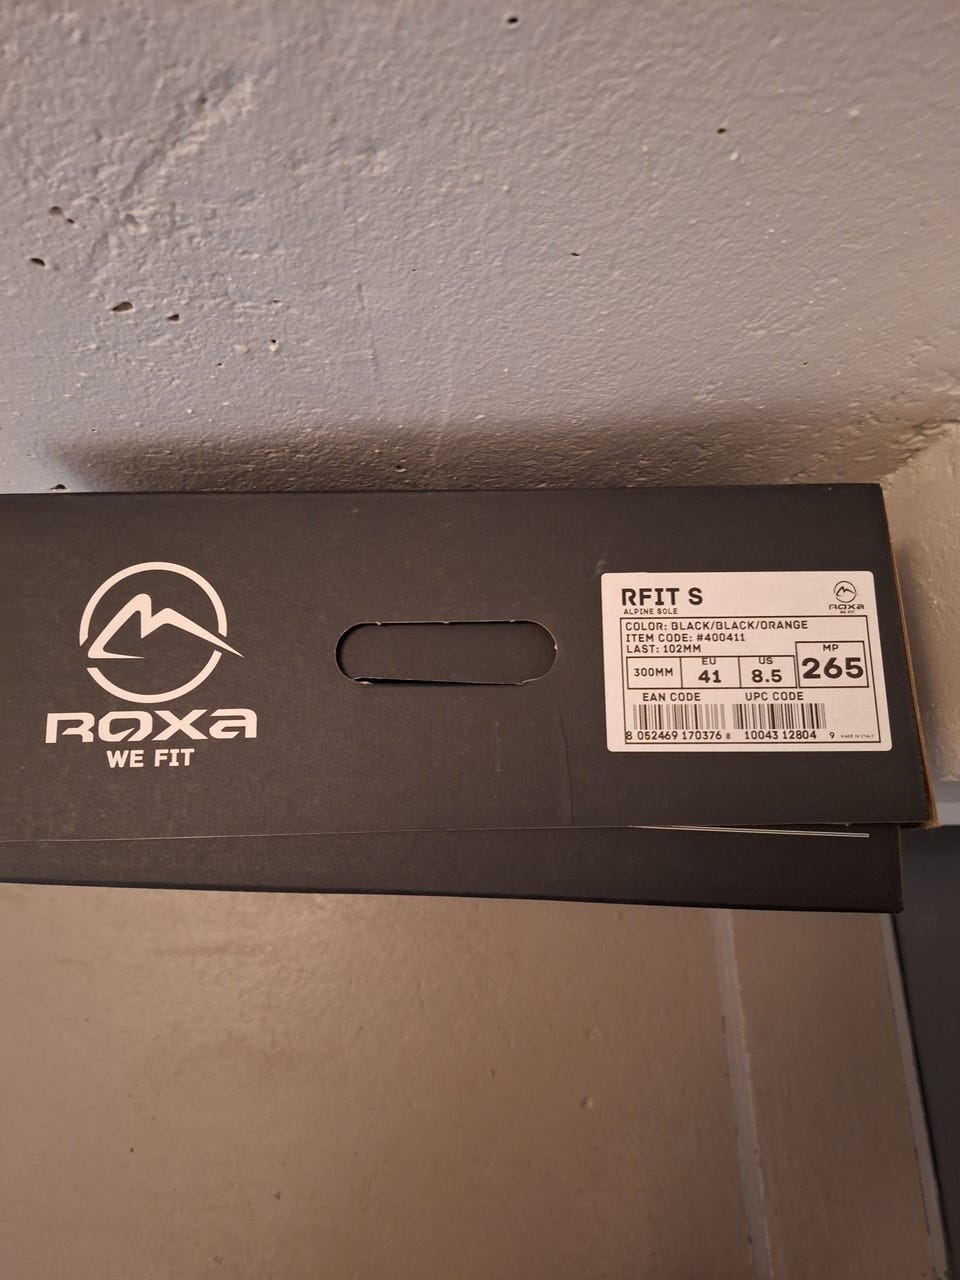 ROXA
WE FIT
RFIT S
ALPINE SOLE
ROXA
WE FIT
COLOR: BLACK/BLACK/ORANGE
ITEM CODE: #400411
LAST: 102MM
300MM EU 41 US 8.5 MP 265
EAN CODE UPC CODE
8 052469 170376 8 10043 12804 9 MADE IN ITALY